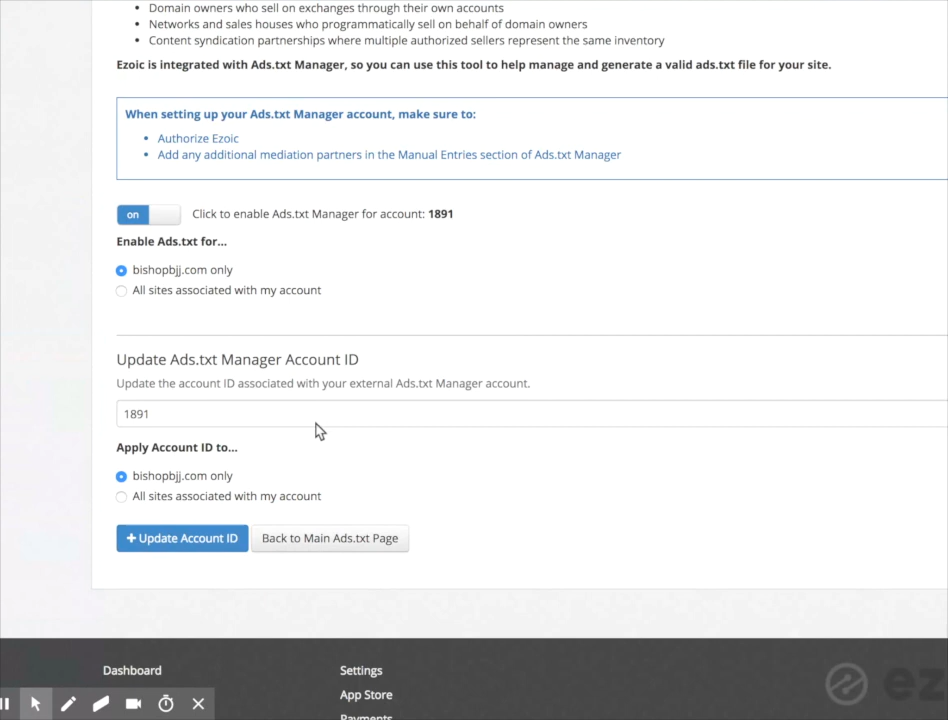 Domain owners who sell on exchanges through their own accounts
Networks and sales houses who programmatically sell on behalf of domain owners
Content syndication partnerships where multiple authorized sellers represent the same inventory
Ezoic is integrated with Ads.txt Manager, so you can use this tool to help manage and generate a valid ads.txt file for your site.
When setting up your Ads.txt Manager account, make sure to:
Authorize Ezoic
Add any additional mediation partners in the Manual Entries section of Ads.txt Manager
on Click to enable Ads.txt Manager for account: 1891
Enable Ads.txt for...
bishopbjj.com only
All sites associated with my account
Update Ads.txt Manager Account ID
Update the account ID associated with your external Ads.txt Manager account.
1891
Apply Account ID to...
bishopbjj.com only
All sites associated with my account
+ Update Account ID Back to Main Ads.txt Page
Dashboard Settings
ez
App Store
Payments